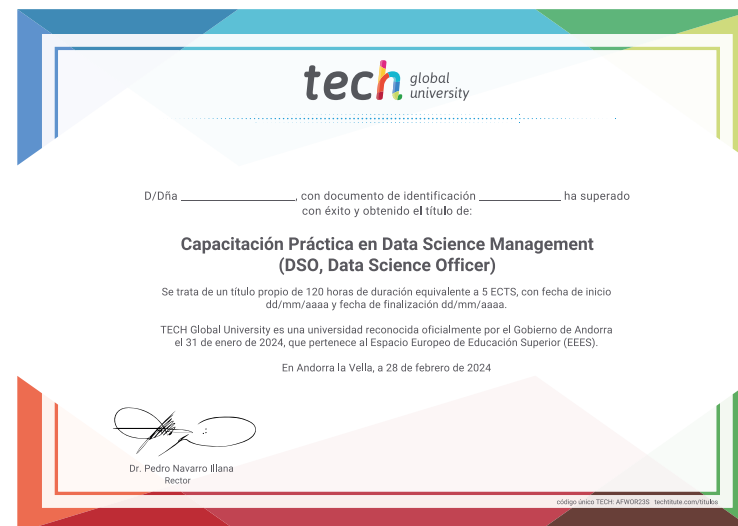 tech global university
D/Dña ____________________, con documento de identificación ______________ ha superado
con éxito y obtenido el título de:
Capacitación Práctica en Data Science Management
(DSO, Data Science Officer)
Se trata de un título propio de 120 horas de duración equivalente a 5 ECTS, con fecha de inicio
dd/mm/aaaa y fecha de finalización dd/mm/aaaa.
TECH Global University es una universidad reconocida oficialmente por el Gobierno de Andorra
el 31 de enero de 2024, que pertenece al Espacio Europeo de Educación Superior (EEES).
En Andorra la Vella, a 28 de febrero de 2024
Dr. Pedro Navarro Illana
Rector
código único TECH: AFWOR23S techtitute.com/titulos